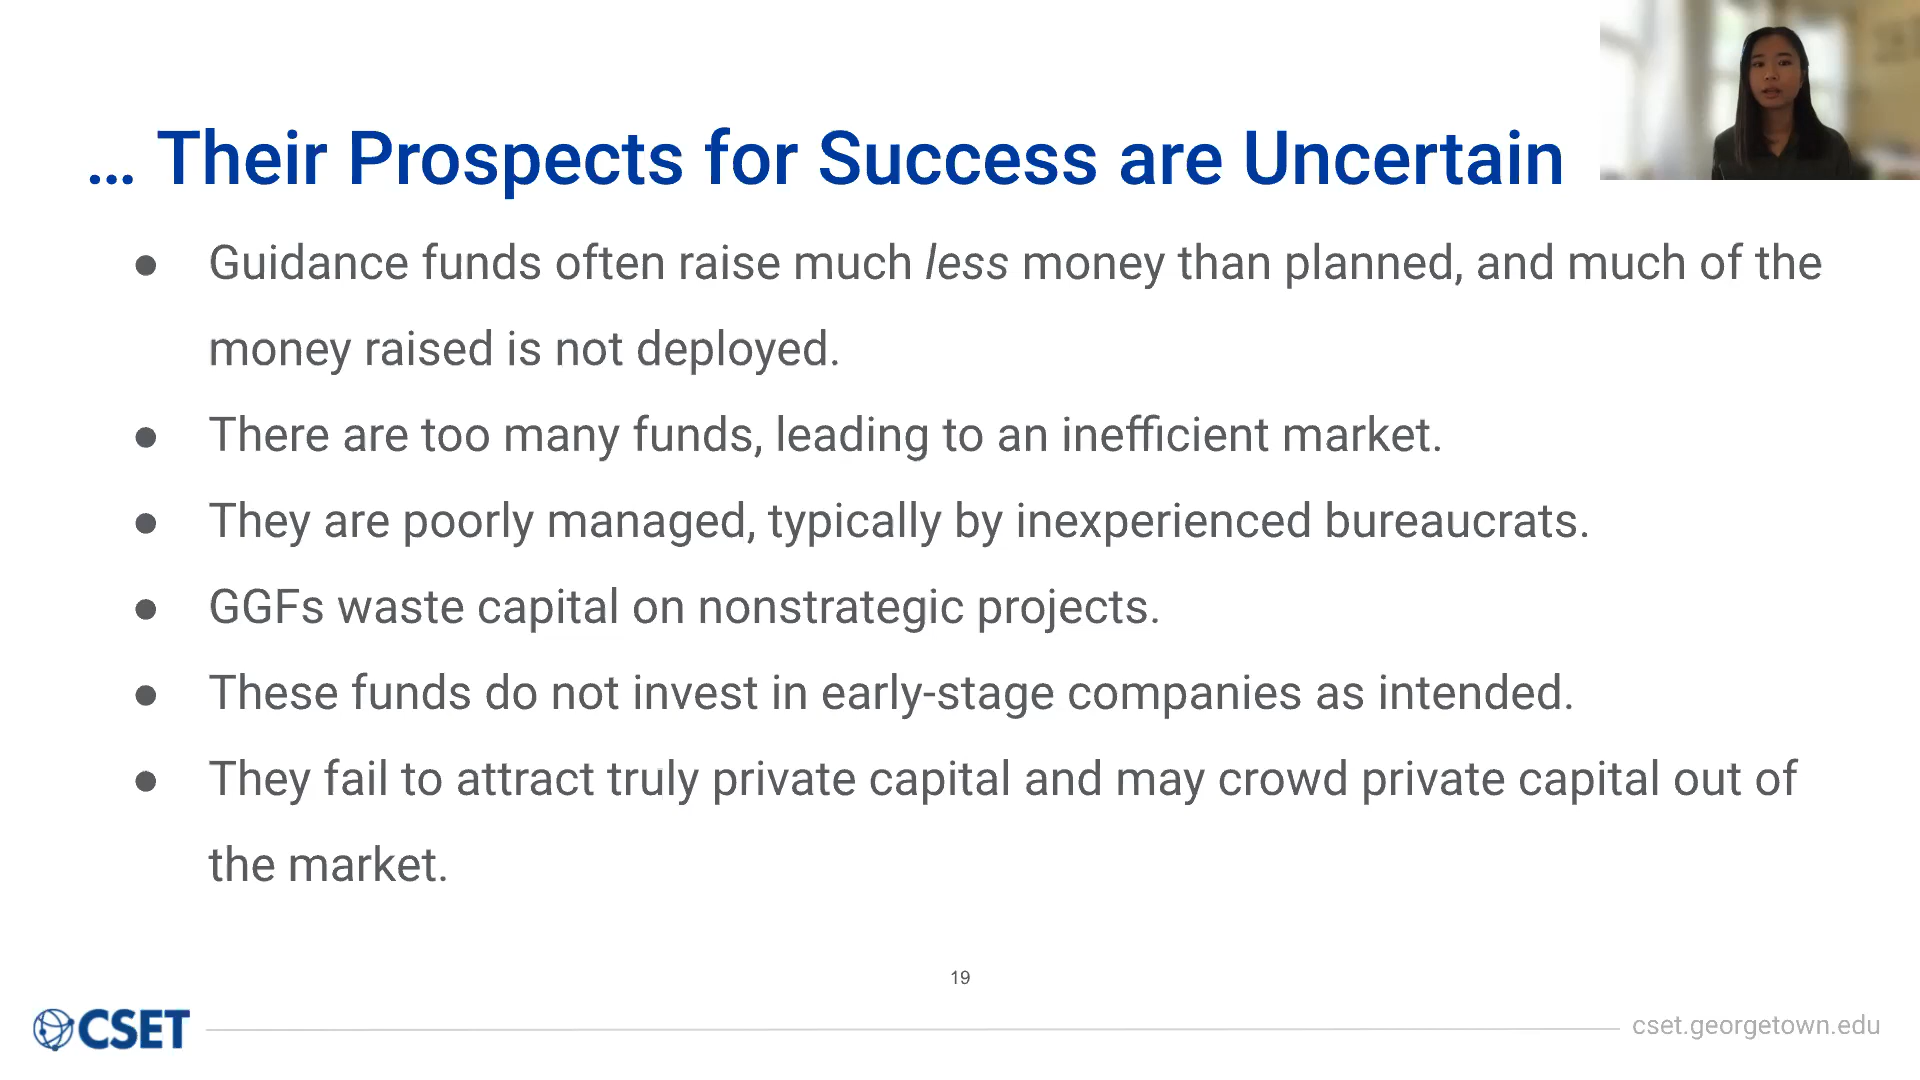 … Their Prospects for Success are Uncertain
● Guidance funds often raise much less money than planned, and much of the
money raised is not deployed.
● There are too many funds, leading to an inefficient market.
● They are poorly managed, typically by inexperienced bureaucrats.
● GGFs waste capital on nonstrategic projects.
● These funds do not invest in early-stage companies as intended.
● They fail to attract truly private capital and may crowd private capital out of
the market.
19
CSET
cset.georgetown.edu